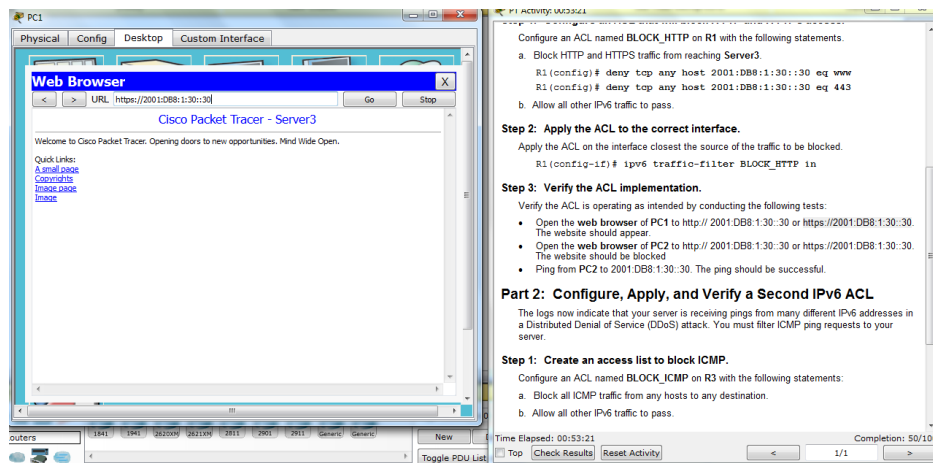 PC1
Physical Config Desktop Custom Interface
Web Browser X
< > URL https://2001:DB8:1:30::30 Go Stop
Cisco Packet Tracer - Server3
Welcome to Cisco Packet Tracer. Opening doors to new opportunities. Mind Wide Open.
Quick Links:
A small page
Copyrights
Image page
Image
1841 1941 2620XM 2621XM 2811 2901 2911 Generic Generic
New
Toggle PDU List
PT Activity: 00:53:21
Configure an ACL named BLOCK_HTTP on R1 with the following statements.
a. Block HTTP and HTTPS traffic from reaching Server3.
R1(config)# deny tcp any host 2001:DB8:1:30::30 eq www
R1(config)# deny tcp any host 2001:DB8:1:30::30 eq 443
b. Allow all other IPv6 traffic to pass.
Step 2: Apply the ACL to the correct interface.
Apply the ACL on the interface closest the source of the traffic to be blocked.
R1(config-if)# ipv6 traffic-filter BLOCK_HTTP in
Step 3: Verify the ACL implementation.
Verify the ACL is operating as intended by conducting the following tests:
• Open the web browser of PC1 to http:// 2001:DB8:1:30::30 or https://2001:DB8:1:30::30.
The website should appear.
• Open the web browser of PC2 to http:// 2001:DB8:1:30::30 or https://2001:DB8:1:30::30.
The website should be blocked
• Ping from PC2 to 2001:DB8:1:30::30. The ping should be successful.
Part 2: Configure, Apply, and Verify a Second IPv6 ACL
The logs now indicate that your server is receiving pings from many different IPv6 addresses in
a Distributed Denial of Service (DDoS) attack. You must filter ICMP ping requests to your
server.
Step 1: Create an access list to block ICMP.
Configure an ACL named BLOCK_ICMP on R3 with the following statements:
a. Block all ICMP traffic from any hosts to any destination.
b. Allow all other IPv6 traffic to pass.
Time Elapsed: 00:53:21 Completion: 50/10
Top Check Results Reset Activity < 1/1 >